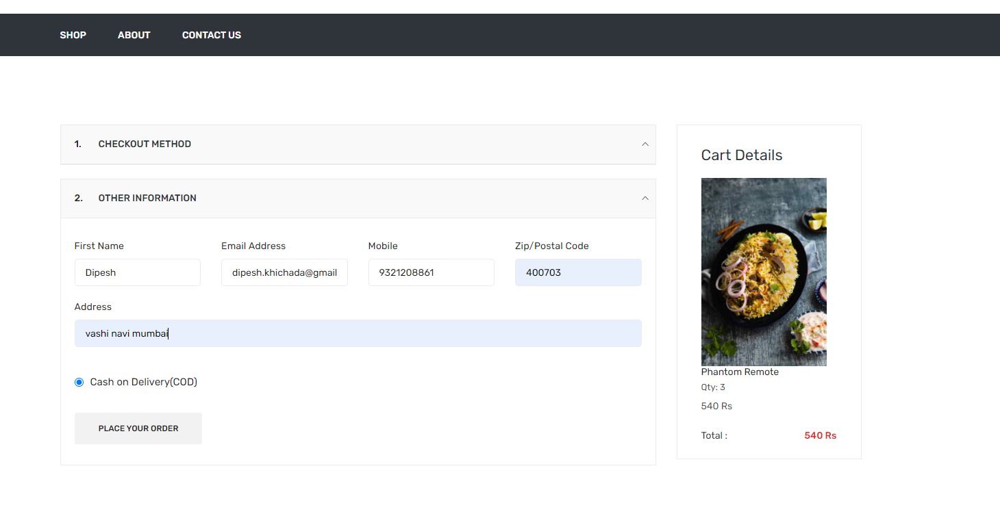 SHOP ABOUT CONTACT US
1. CHECKOUT METHOD
2. OTHER INFORMATION
First Name Email Address Mobile Zip/Postal Code
Dipesh dipesh.khichada@gmail 9321208861 400703
Address
vashi navi mumbai
Cash on Delivery(COD)
PLACE YOUR ORDER
Cart Details
Phantom Remote
Qty: 3
540 Rs
Total : 540 Rs